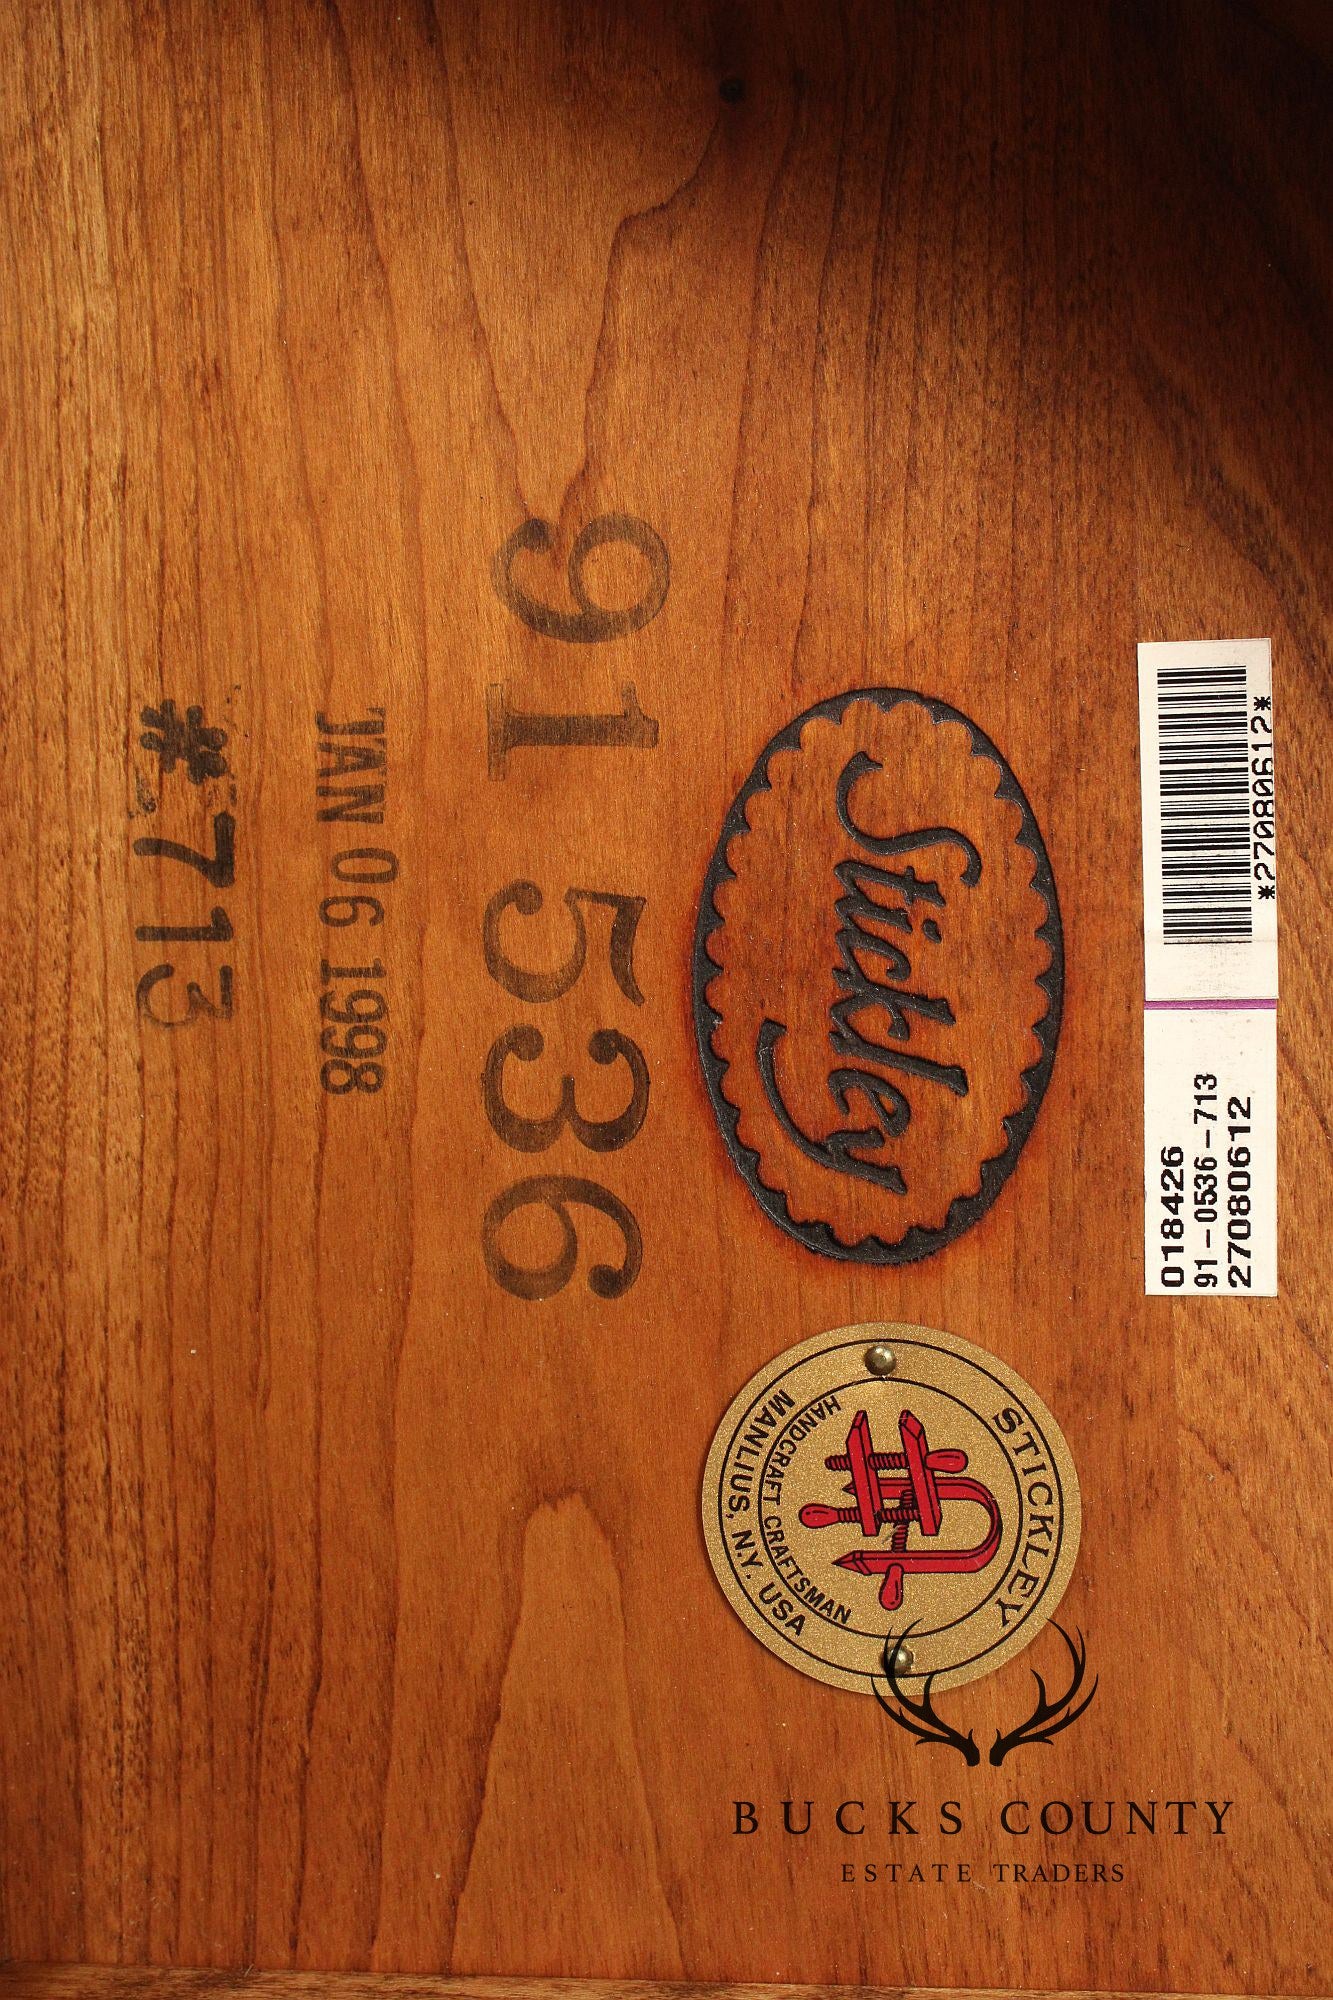 91 536
JAN 06 1998
*713
Stickley
*27080612*
018426
91-0536-713
27080612
STICKLEY
HANDCRAFT CRAFTSMAN
MANLIUS, N.Y. USA
BUCKS COUNTY
ESTATE TRADERS